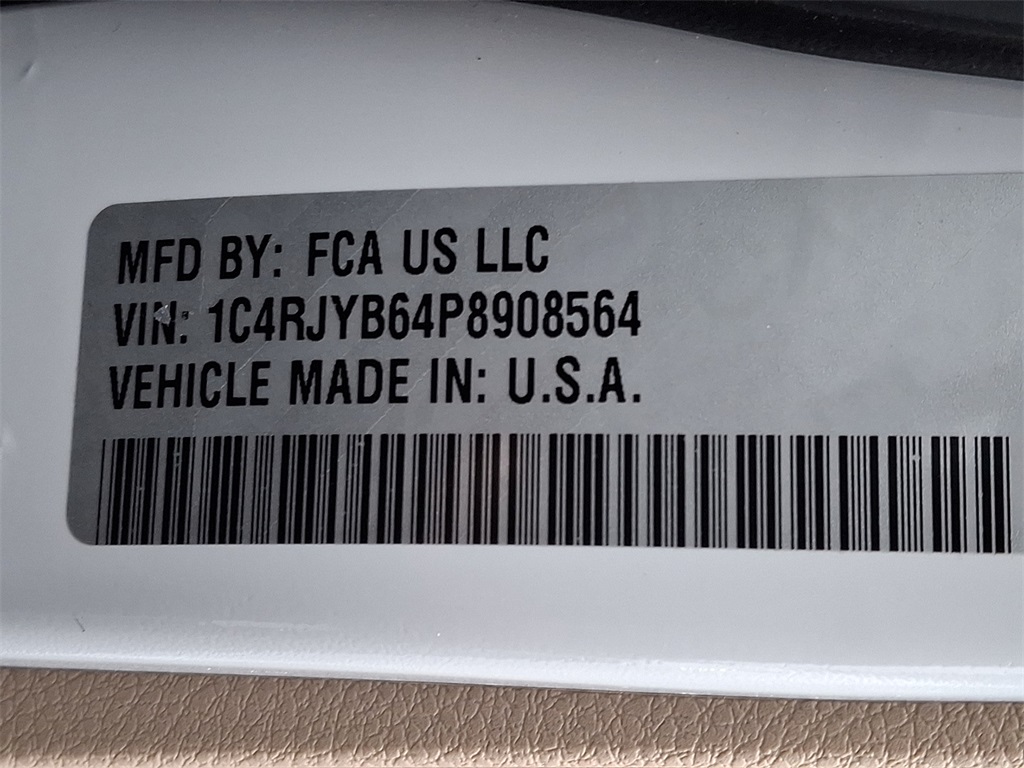 MFD BY: FCA US LLC
VIN: 1C4RJYB64P8908564
VEHICLE MADE IN: U.S.A.